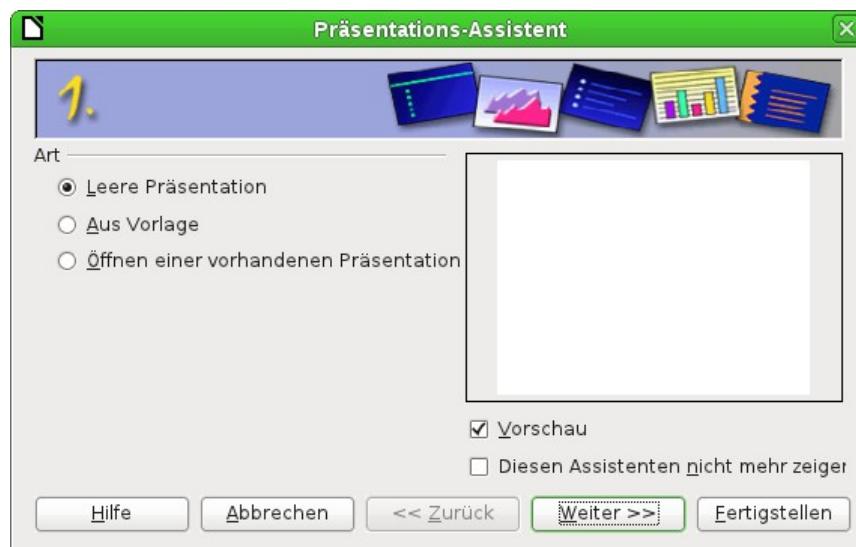 Präsentations-Assistent
1.
Art
Leere Präsentation
Aus Vorlage
Öffnen einer vorhandenen Präsentation
Vorschau
Diesen Assistenten nicht mehr zeigen
Hilfe
Abbrechen
<< Zurück
Weiter >>
Fertigstellen